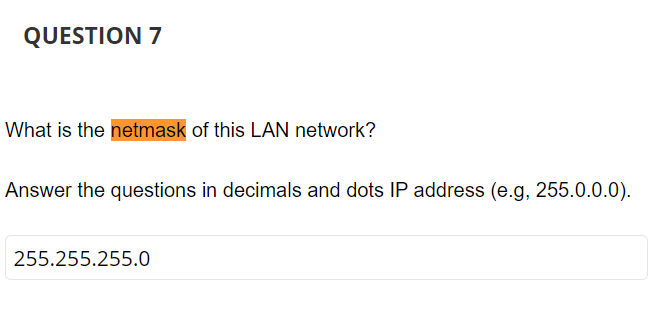 QUESTION 7
What is the netmask of this LAN network?
Answer the questions in decimals and dots IP address (e.g, 255.0.0.0).
255.255.255.0